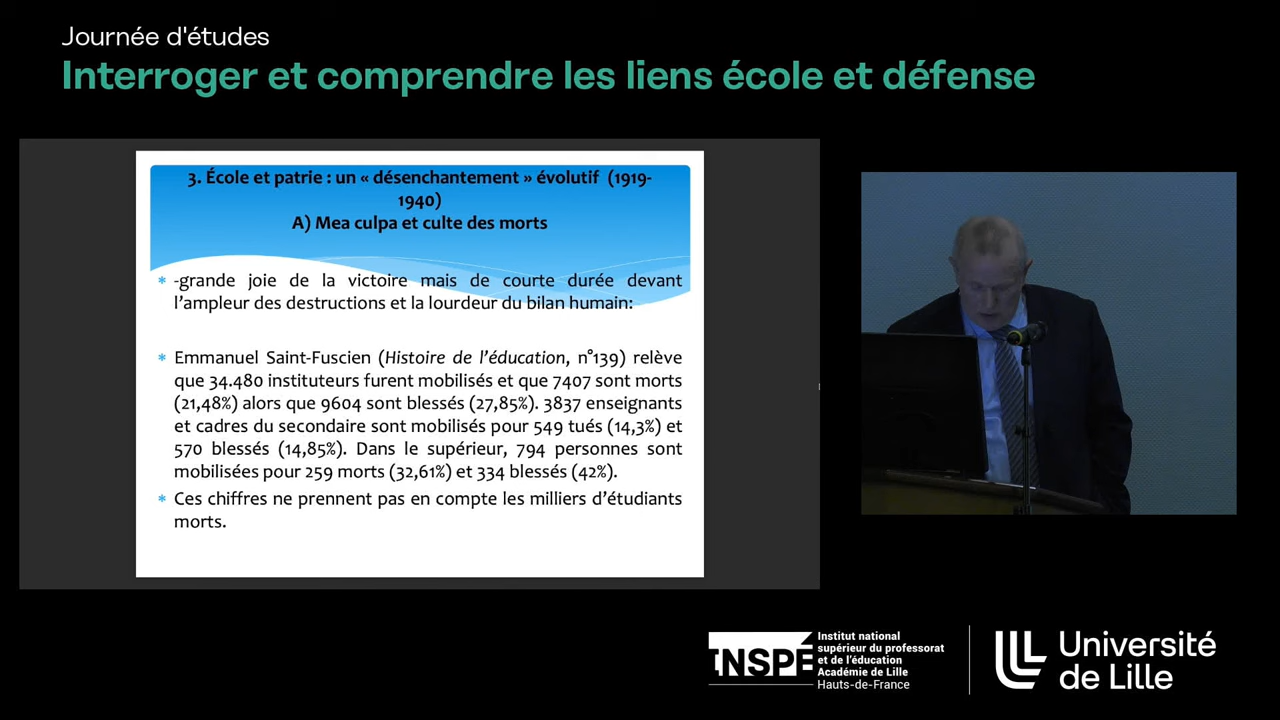 Journée d'études
Interroger et comprendre les liens école et défense
3. École et patrie : un « désenchantement » évolutif (1919-
1940)
A) Mea culpa et culte des morts
* -grande joie de la victoire mais de courte durée devant
l'ampleur des destructions et la lourdeur du bilan humain:
* Emmanuel Saint-Fuscien (Histoire de l'éducation, n°139) relève
que 34.480 instituteurs furent mobilisés et que 7407 sont morts
(21,48%) alors que 9604 sont blessés (27,85%). 3837 enseignants
et cadres du secondaire sont mobilisés pour 549 tués (14,3%) et
570 blessés (14,85%). Dans le supérieur, 794 personnes sont
mobilisées pour 259 morts (32,61%) et 334 blessés (42%).
* Ces chiffres ne prennent pas en compte les milliers d'étudiants
morts.
INSPÉ
Institut national
supérieur du professorat
et de l'éducation
Académie de Lille
Hauts-de-France
Université
de Lille